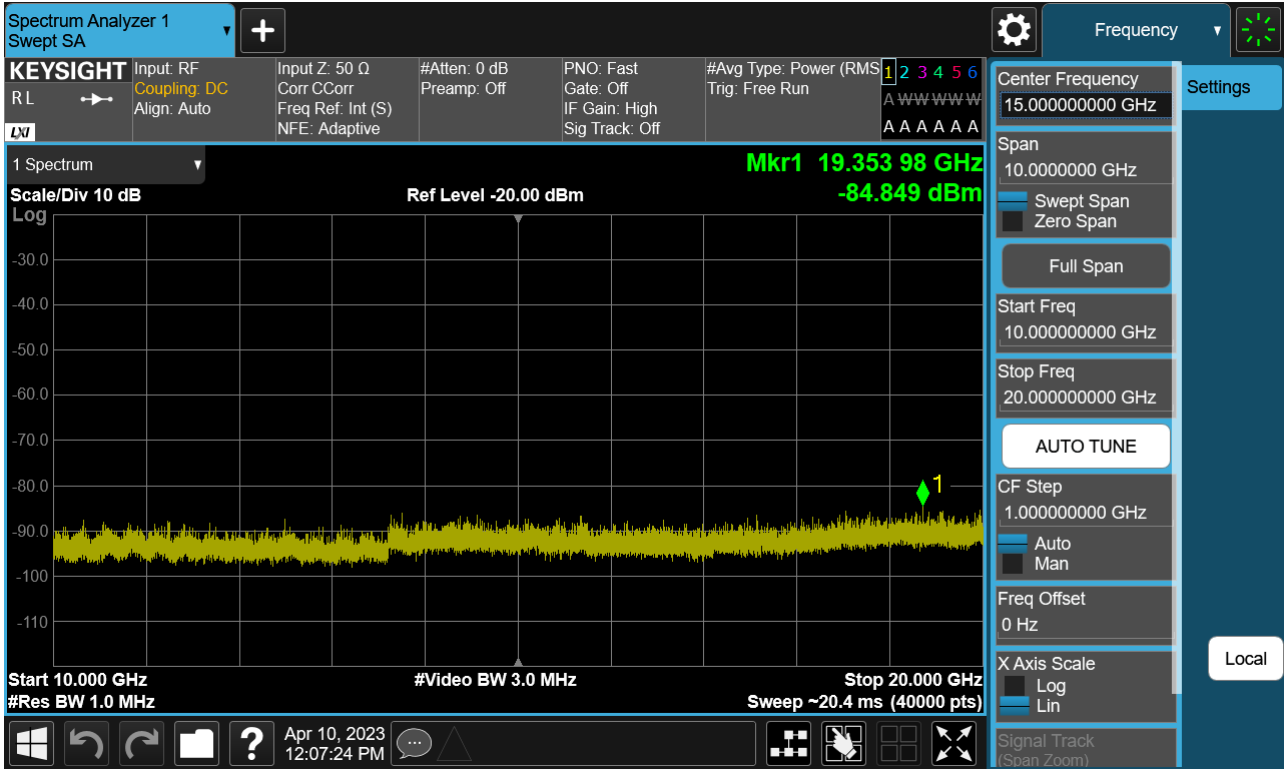 Spectrum Analyzer 1
Swept SA
Frequency
KEYSIGHT
R L
LXI
Input: RF
Coupling: DC
Align: Auto
Input Z: 50 Ω
Corr CCorr
Freq Ref: Int (S)
NFE: Adaptive
#Atten: 0 dB
Preamp: Off
PNO: Fast
Gate: Off
IF Gain: High
Sig Track: Off
#Avg Type: Power (RMS
Trig: Free Run
1 2 3 4 5 6
A W W W W W
A A A A A A
1 Spectrum
Mkr1 19.353 98 GHz
Scale/Div 10 dB
Ref Level -20.00 dBm
-84.849 dBm
Log
-30.0
-40.0
-50.0
-60.0
-70.0
-80.0
1
-90.0
-100
-110
Start 10.000 GHz
#Video BW 3.0 MHz
Stop 20.000 GHz
#Res BW 1.0 MHz
Sweep ~20.4 ms (40000 pts)
?
Apr 10, 2023
12:07:24 PM
Center Frequency
15.000000000 GHz
Settings
Span
10.0000000 GHz
Swept Span
Zero Span
Full Span
Start Freq
10.000000000 GHz
Stop Freq
20.000000000 GHz
AUTO TUNE
CF Step
1.000000000 GHz
Auto
Man
Freq Offset
0 Hz
X Axis Scale
Log
Lin
Local
Signal Track
(Span Zoom)